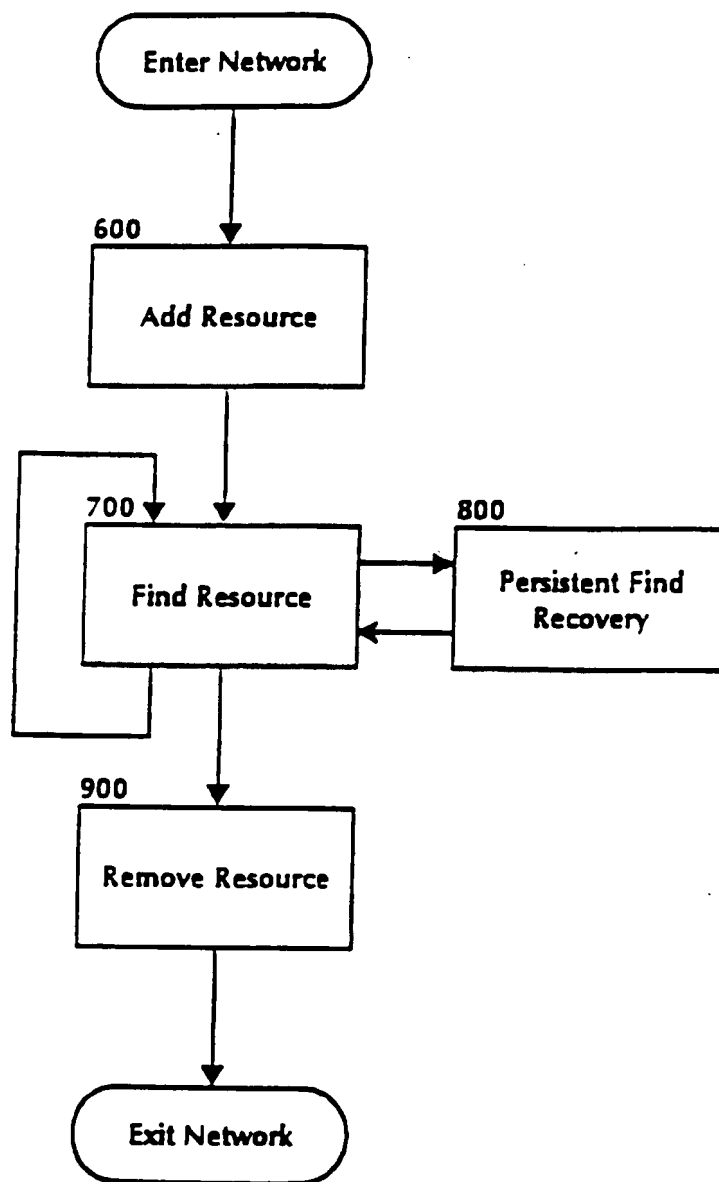 Enter Network
600
Add Resource
700
Find Resource
800
Persistent Find
Recovery
900
Remove Resource
Exit Network